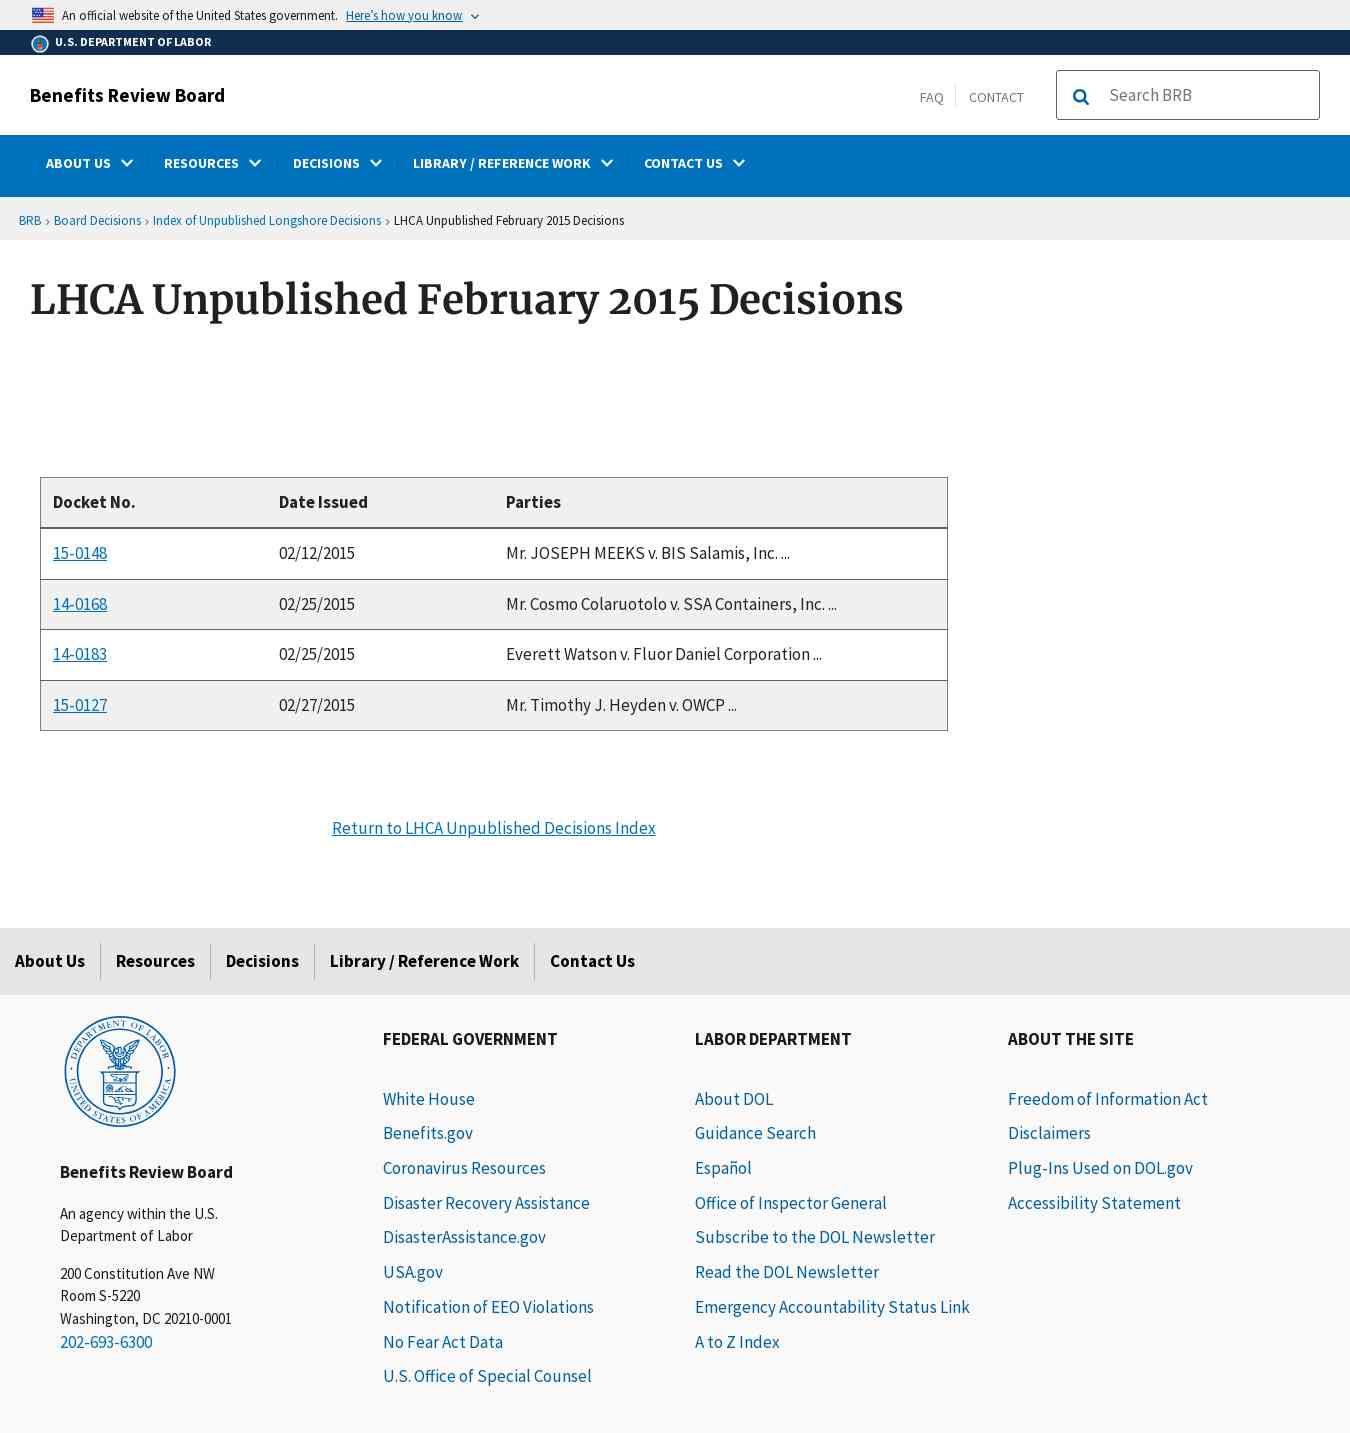 An official website of the United States government. Here's how you know
U.S. DEPARTMENT OF LABOR
Benefits Review Board
FAQ
CONTACT
Search BRB
ABOUT US
RESOURCES
DECISIONS
LIBRARY / REFERENCE WORK
CONTACT US
BRB › Board Decisions › Index of Unpublished Longshore Decisions › LHCA Unpublished February 2015 Decisions
LHCA Unpublished February 2015 Decisions
Docket No. Date Issued Parties
15-0148 02/12/2015 Mr. JOSEPH MEEKS v. BIS Salamis, Inc. ...
14-0168 02/25/2015 Mr. Cosmo Colaruotolo v. SSA Containers, Inc. ...
14-0183 02/25/2015 Everett Watson v. Fluor Daniel Corporation ...
15-0127 02/27/2015 Mr. Timothy J. Heyden v. OWCP ...
Return to LHCA Unpublished Decisions Index
About Us
Resources
Decisions
Library / Reference Work
Contact Us
DEPARTMENT OF LABOR
UNITED STATES OF AMERICA
Benefits Review Board
An agency within the U.S.
Department of Labor
200 Constitution Ave NW
Room S-5220
Washington, DC 20210-0001
202-693-6300
FEDERAL GOVERNMENT
White House
Benefits.gov
Coronavirus Resources
Disaster Recovery Assistance
DisasterAssistance.gov
USA.gov
Notification of EEO Violations
No Fear Act Data
U.S. Office of Special Counsel
LABOR DEPARTMENT
About DOL
Guidance Search
Español
Office of Inspector General
Subscribe to the DOL Newsletter
Read the DOL Newsletter
Emergency Accountability Status Link
A to Z Index
ABOUT THE SITE
Freedom of Information Act
Disclaimers
Plug-Ins Used on DOL.gov
Accessibility Statement